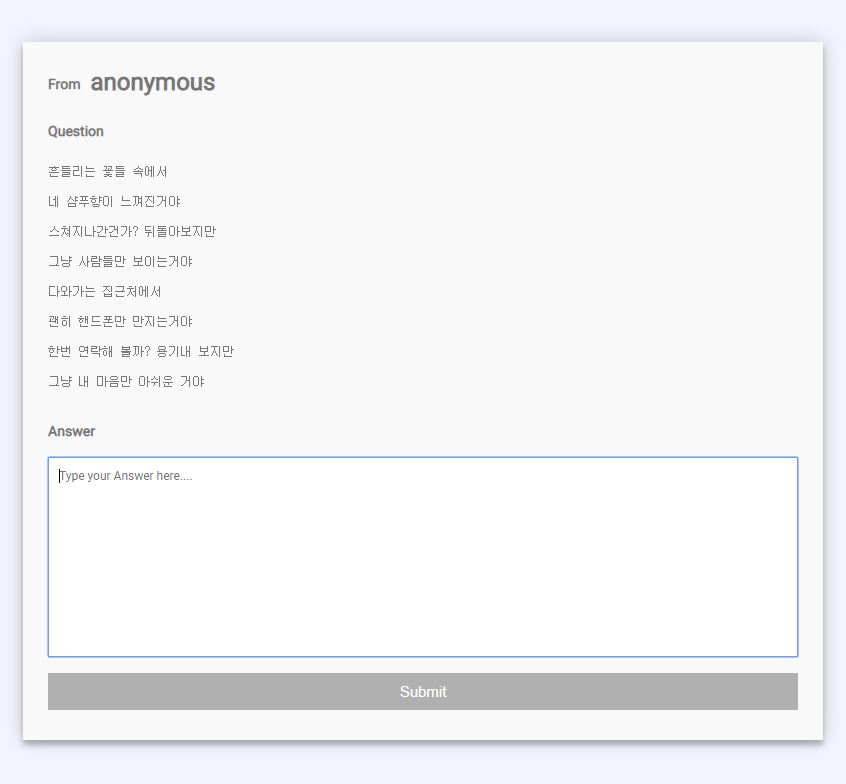 From anonymous
Question
흔들리는 꽃들 속에서
네 샴푸향이 느껴진거야
스쳐지나간건가? 뒤돌아보지만
그냥 사람들만 보이는거야
다와가는 집근처에서
괜히 핸드폰만 만지는거야
한번 연락해 볼까? 용기내 보지만
그냥 내 마음만 아쉬운 거야
Answer
Type your Answer here....
Submit